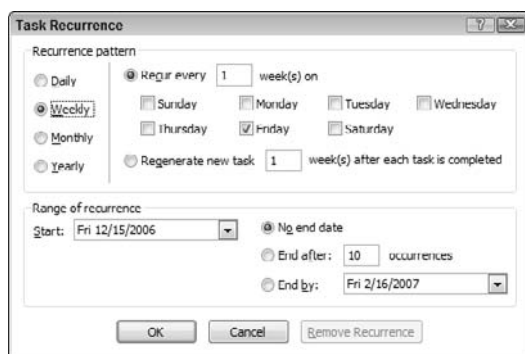 Task Recurrence
Recurrence pattern
Daily
Weekly
Monthly
Yearly
Recur every 1 week(s) on
Sunday Monday Tuesday Wednesday
Thursday Friday Saturday
Regenerate new task 1 week(s) after each task is completed
Range of recurrence
Start: Fri 12/15/2006
No end date
End after: 10 occurrences
End by: Fri 2/16/2007
OK Cancel Remove Recurrence